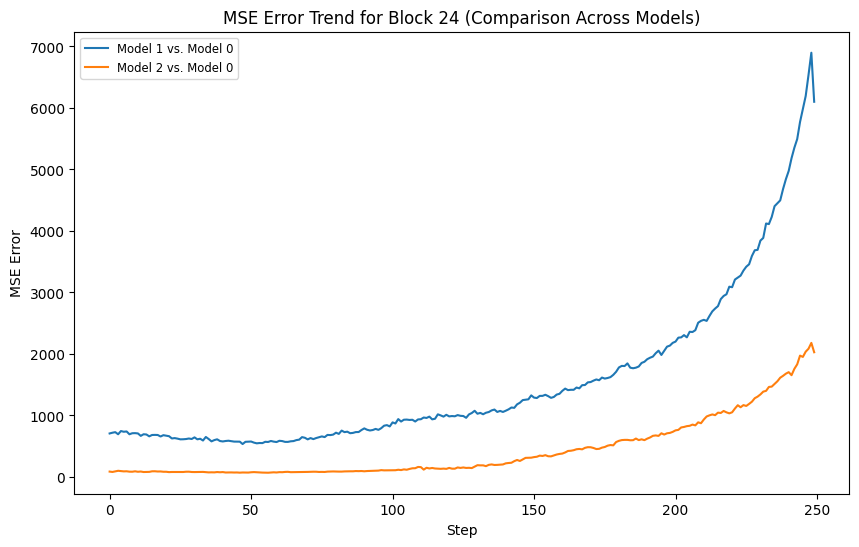 MSE Error Trend for Block 24 (Comparison Across Models)
Model 1 vs. Model 0
Model 2 vs. Model 0
MSE Error
7000
6000
5000
4000
3000
2000
1000
0
0 50 100 150 200 250
Step